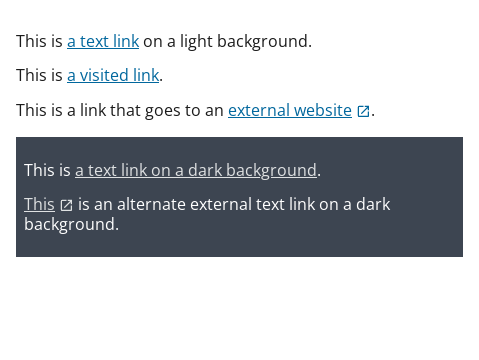 This is a text link on a light background.
This is a visited link.
This is a link that goes to an external website.
This is a text link on a dark background.
This is an alternate external text link on a dark
background.